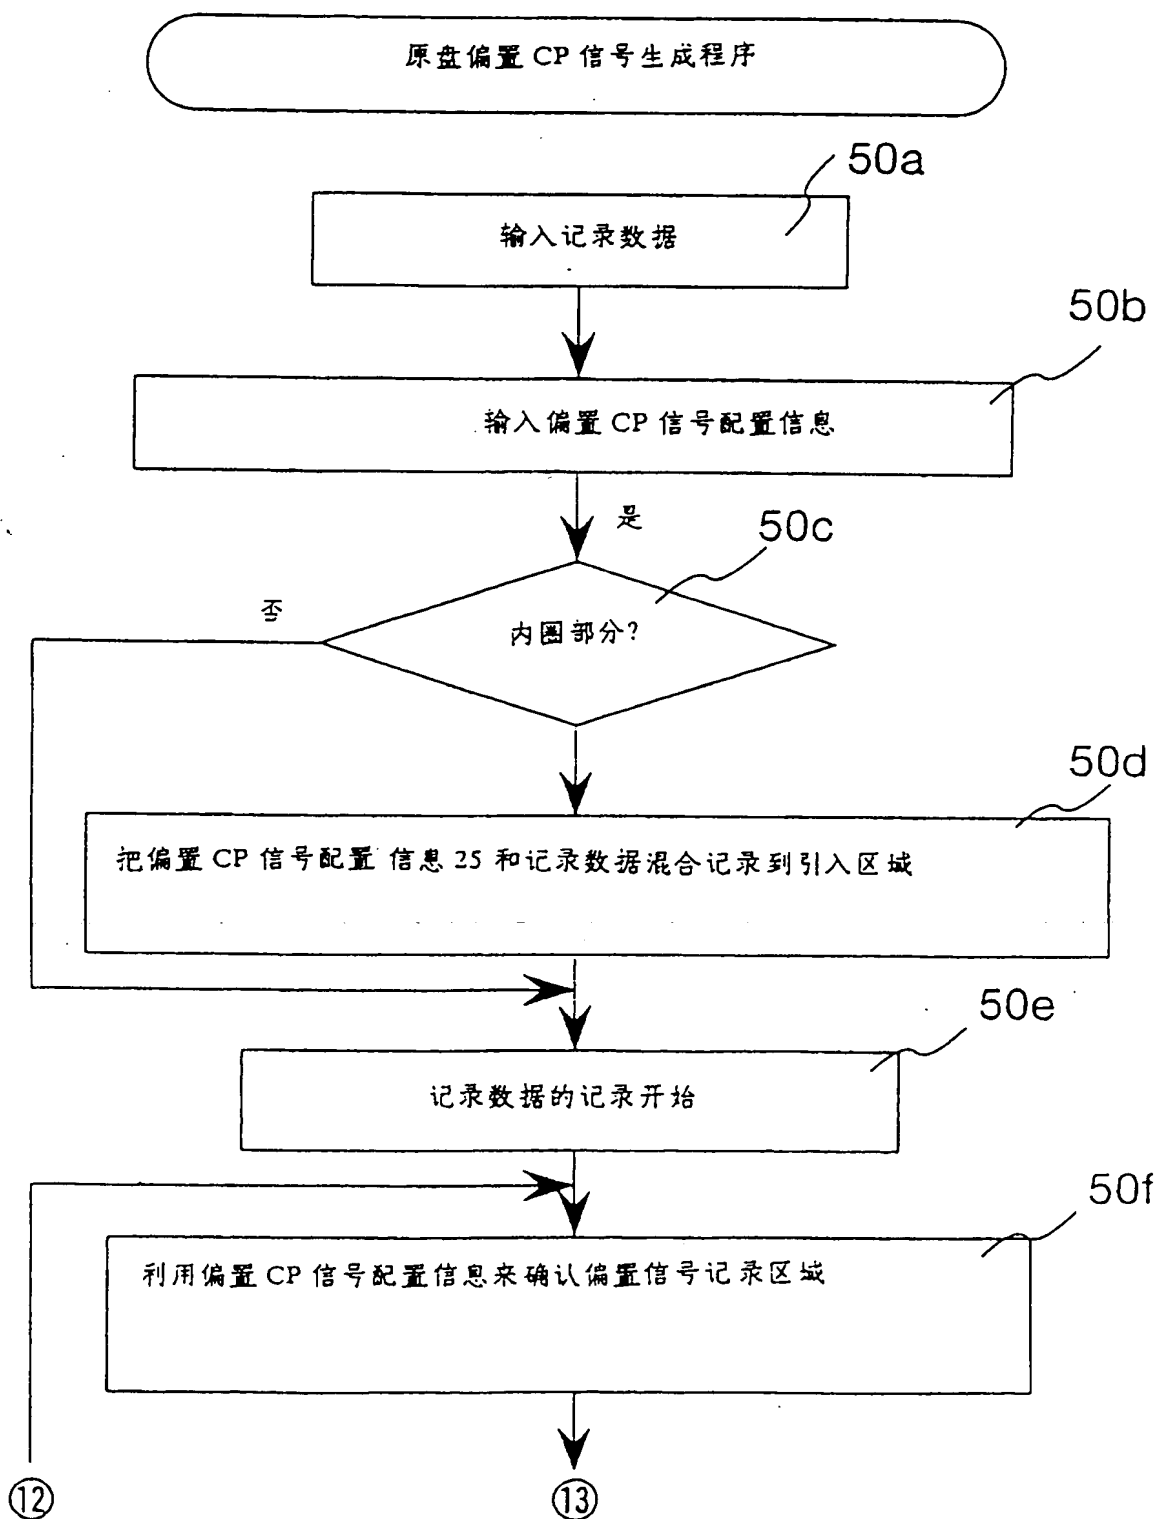 原盘偏置 CP 信号生成程序
50a
输入记录数据
50b
输入偏置 CP 信号配置信息
是
50c
否
内圈部分?
50d
把偏置 CP 信号配置 信息 25 和记录数据混合记录到引入区域
50e
记录数据的记录开始
50f
利用偏置 CP 信号配置信息来确认偏置信号记录区域
⑫
⑬